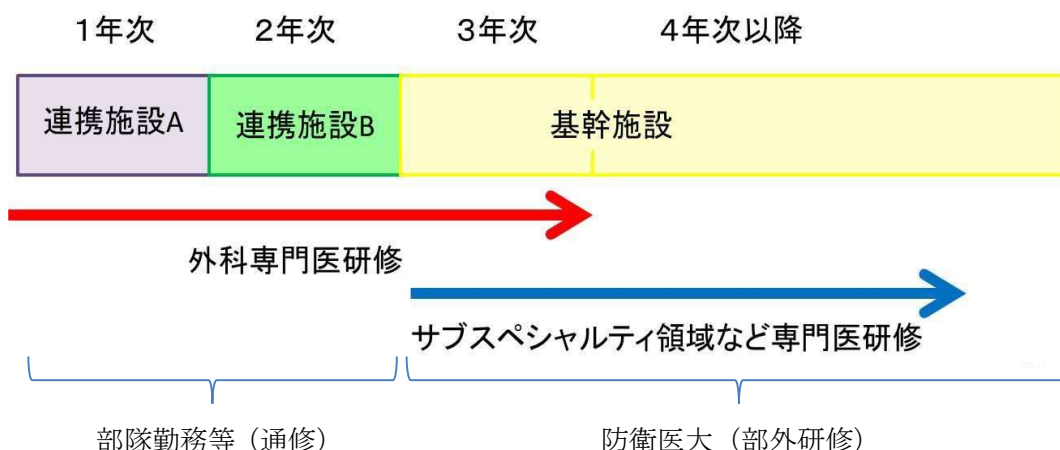 1年次 2年次 3年次 4年次以降
連携施設A 連携施設B 基幹施設
外科専門医研修
サブスペシャルティ領域など専門医研修
部隊勤務等（通修） 防衛医大（部外研修）